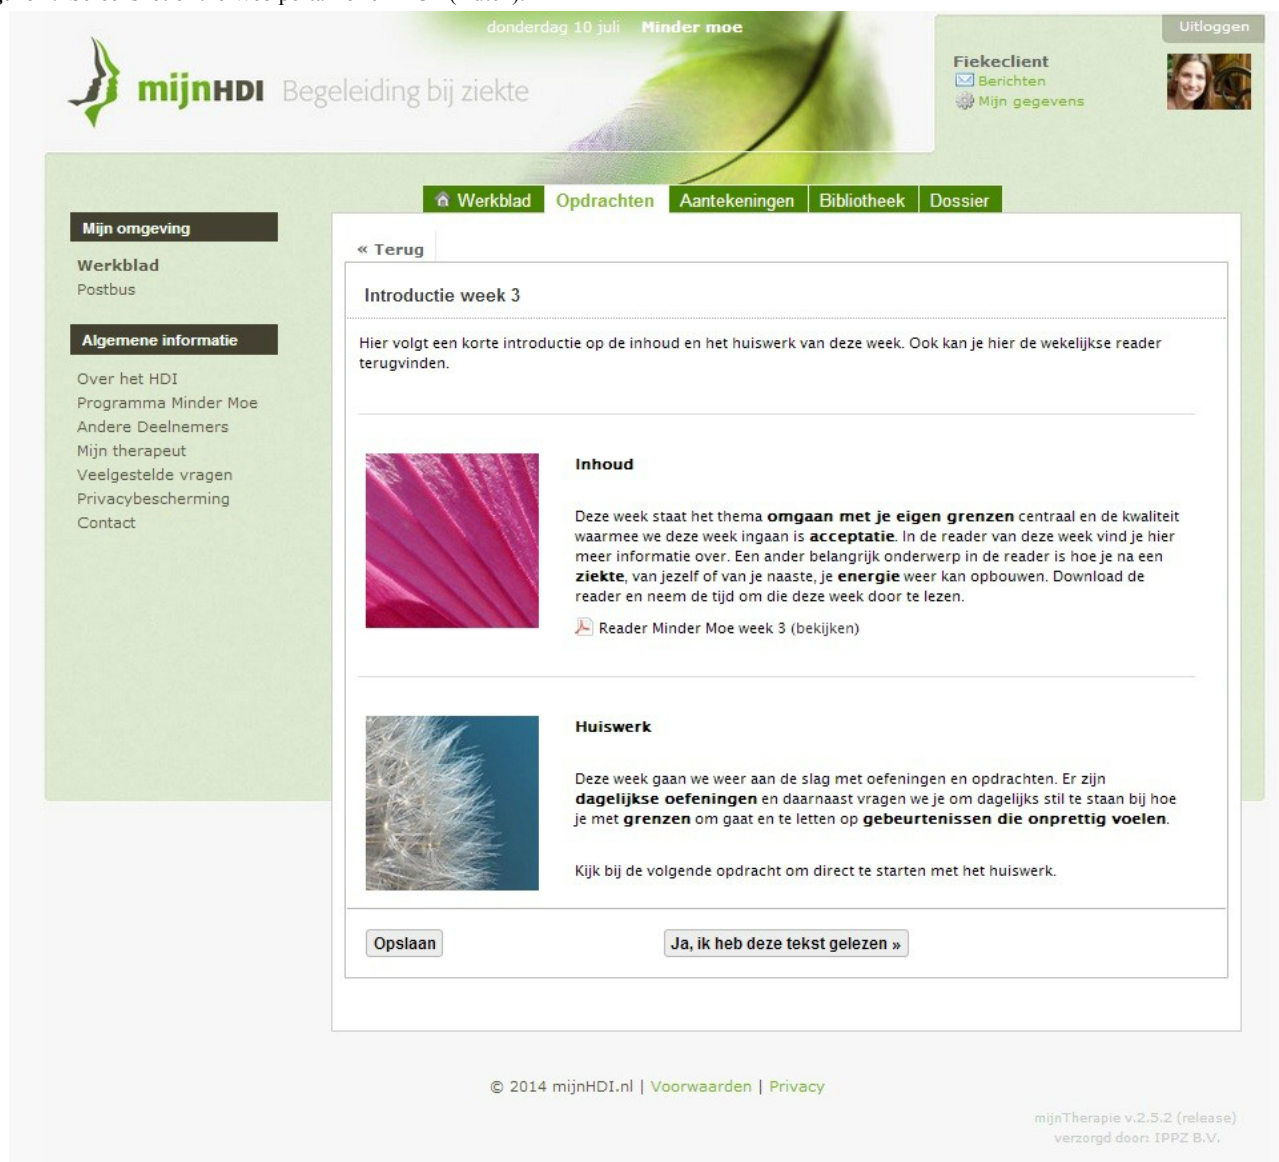 donderdag 10 juli Minder moe
Uitloggen
mijnHDI Begeleiding bij ziekte
Fiekeclient
Berichten
Mijn gegevens
Werkblad Opdrachten Aantekeningen Bibliotheek Dossier
Mijn omgeving
Werkblad
Postbus
Algemene informatie
Over het HDI
Programma Minder Moe
Andere Deelnemers
Mijn therapeut
Veelgestelde vragen
Privacybescherming
Contact
« Terug
Introductie week 3
Hier volgt een korte introductie op de inhoud en het huiswerk van deze week. Ook kan je hier de wekelijkse reader
terugvinden.
Inhoud
Deze week staat het thema omgaan met je eigen grenzen centraal en de kwaliteit
waarmee we deze week ingaan is acceptatie. In de reader van deze week vind je hier
meer informatie over. Een ander belangrijk onderwerp in de reader is hoe je na een
ziekte, van jezelf of van je naaste, je energie weer kan opbouwen. Download de
reader en neem de tijd om die deze week door te lezen.
Reader Minder Moe week 3 (bekijken)
Huiswerk
Deze week gaan we weer aan de slag met oefeningen en opdrachten. Er zijn
dagelijkse oefeningen en daarnaast vragen we je om dagelijks stil te staan bij hoe
je met grenzen om gaat en te letten op gebeurtenissen die onprettig voelen.
Kijk bij de volgende opdracht om direct te starten met het huiswerk.
Opslaan
Ja, ik heb deze tekst gelezen »
© 2014 mijnHDI.nl | Voorwaarden | Privacy
mijnTherapie v.2.5.2 (release)
verzorgd door: IPPZ B.V.